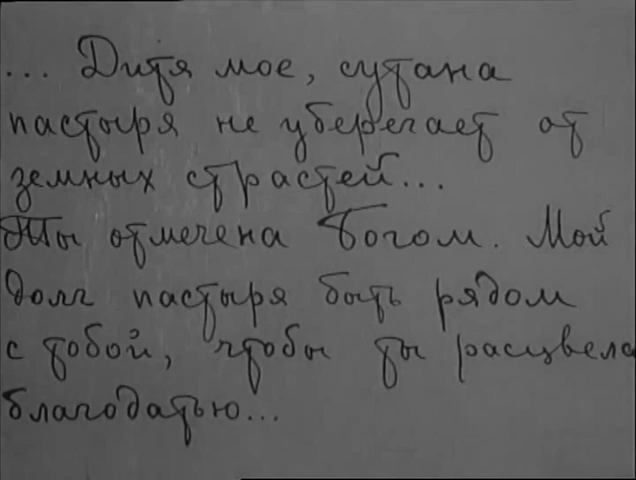 ... Дитя мое, сутана
пастыря не уберегает от
земных страстей...
Ты отмечена Богом. Мой
долг пастыря быть рядом
с тобой, чтобы ты расцвела
благодатью...